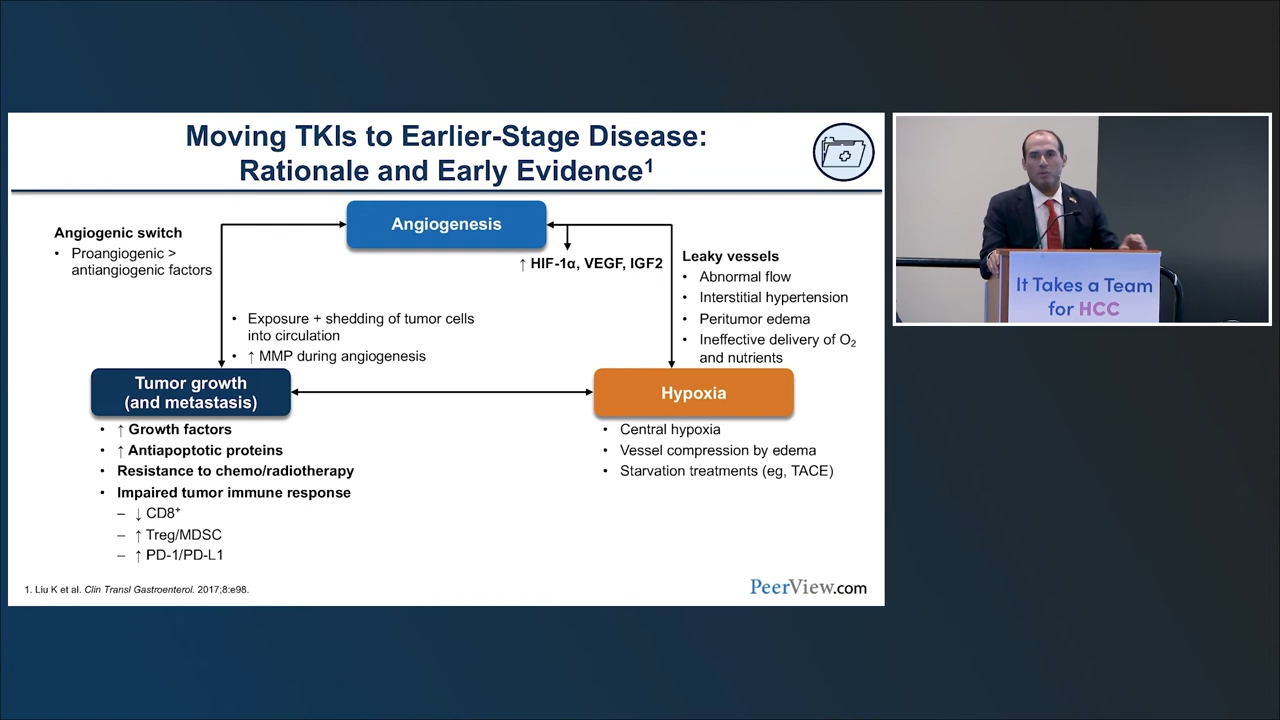 Moving TKIs to Earlier-Stage Disease:
Rationale and Early Evidence¹
Angiogenesis
Angiogenic switch
• Proangiogenic >
antiangiogenic factors
↑ HIF-1α, VEGF, IGF2
Leaky vessels
• Abnormal flow
• Interstitial hypertension
• Peritumor edema
• Ineffective delivery of O₂
and nutrients
• Exposure + shedding of tumor cells
into circulation
• ↑ MMP during angiogenesis
Tumor growth
(and metastasis)
Hypoxia
• ↑ Growth factors
• ↑ Antiapoptotic proteins
• Resistance to chemo/radiotherapy
• Impaired tumor immune response
– ↓ CD8⁺
– ↑ Treg/MDSC
– ↑ PD-1/PD-L1
• Central hypoxia
• Vessel compression by edema
• Starvation treatments (eg, TACE)
1. Liu K et al. Clin Transl Gastroenterol. 2017;8:e98.
PeerView.com
It Takes a Team
for HCC